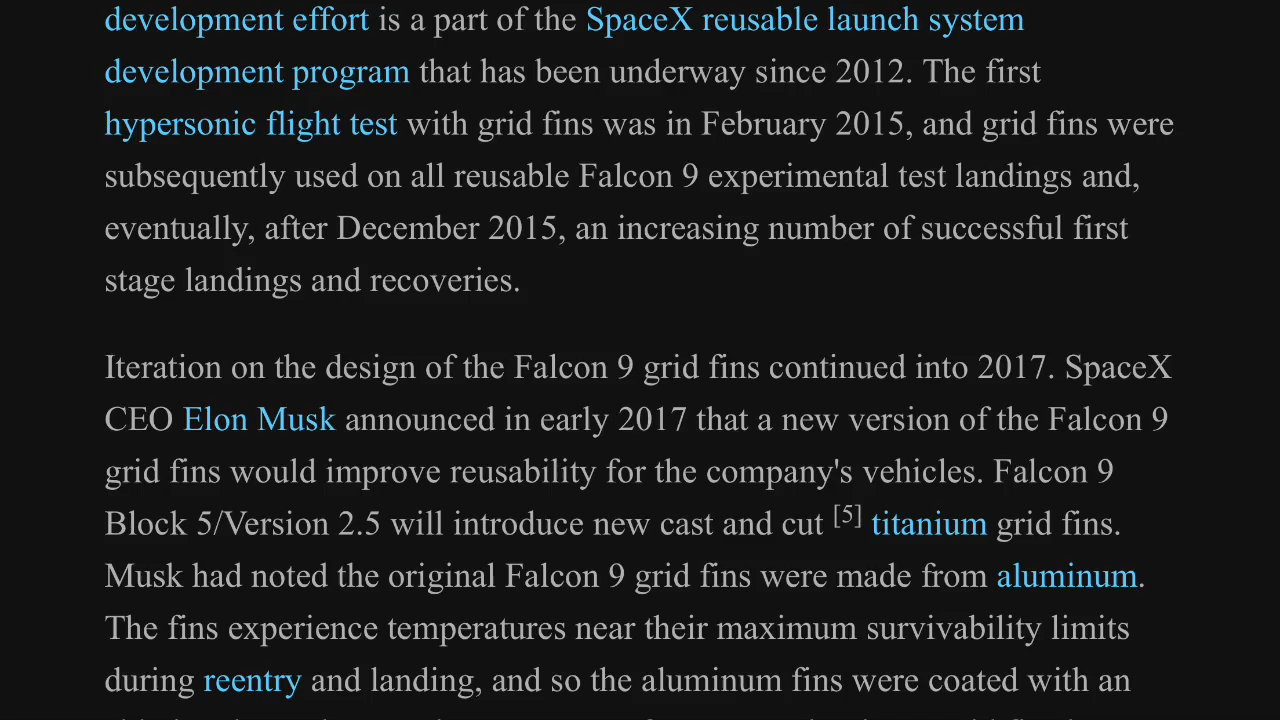 development effort is a part of the SpaceX reusable launch system
development program that has been underway since 2012. The first
hypersonic flight test with grid fins was in February 2015, and grid fins were
subsequently used on all reusable Falcon 9 experimental test landings and,
eventually, after December 2015, an increasing number of successful first
stage landings and recoveries.
Iteration on the design of the Falcon 9 grid fins continued into 2017. SpaceX
CEO Elon Musk announced in early 2017 that a new version of the Falcon 9
grid fins would improve reusability for the company's vehicles. Falcon 9
Block 5/Version 2.5 will introduce new cast and cut [5] titanium grid fins.
Musk had noted the original Falcon 9 grid fins were made from aluminum.
The fins experience temperatures near their maximum survivability limits
during reentry and landing, and so the aluminum fins were coated with an